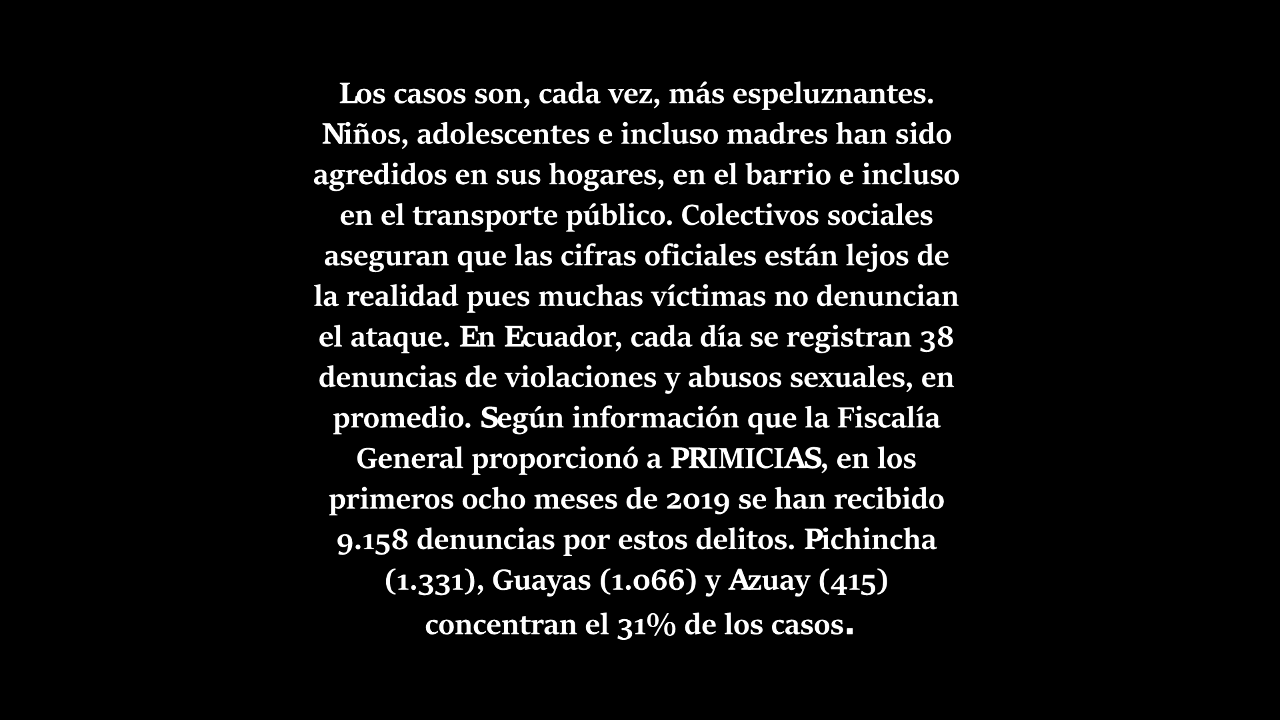 Los casos son, cada vez, más espeluznantes.
Niños, adolescentes e incluso madres han sido
agredidos en sus hogares, en el barrio e incluso
en el transporte público. Colectivos sociales
aseguran que las cifras oficiales están lejos de
la realidad pues muchas víctimas no denuncian
el ataque. En Ecuador, cada día se registran 38
denuncias de violaciones y abusos sexuales, en
promedio. Según información que la Fiscalía
General proporcionó a PRIMICIAS, en los
primeros ocho meses de 2019 se han recibido
9.158 denuncias por estos delitos. Pichincha
(1.331), Guayas (1.066) y Azuay (415)
concentran el 31% de los casos.